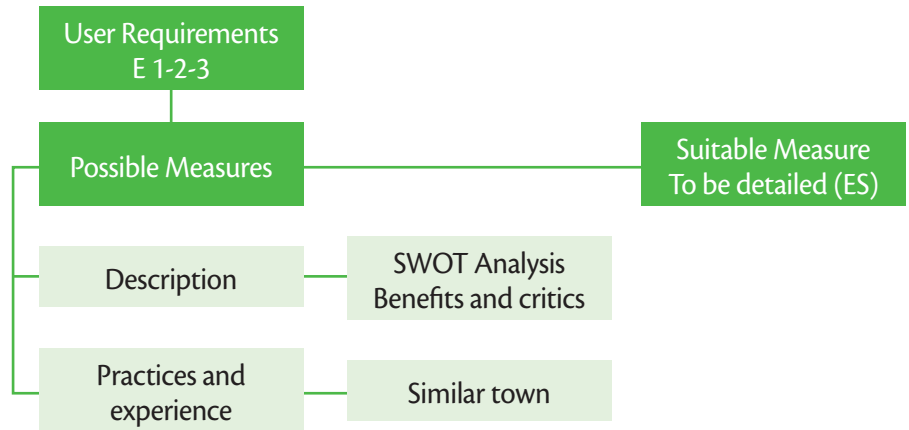 User Requirements
E 1-2-3
Possible Measures
Suitable Measure
To be detailed (ES)
Description
SWOT Analysis
Benefits and critics
Practices and
experience
Similar town